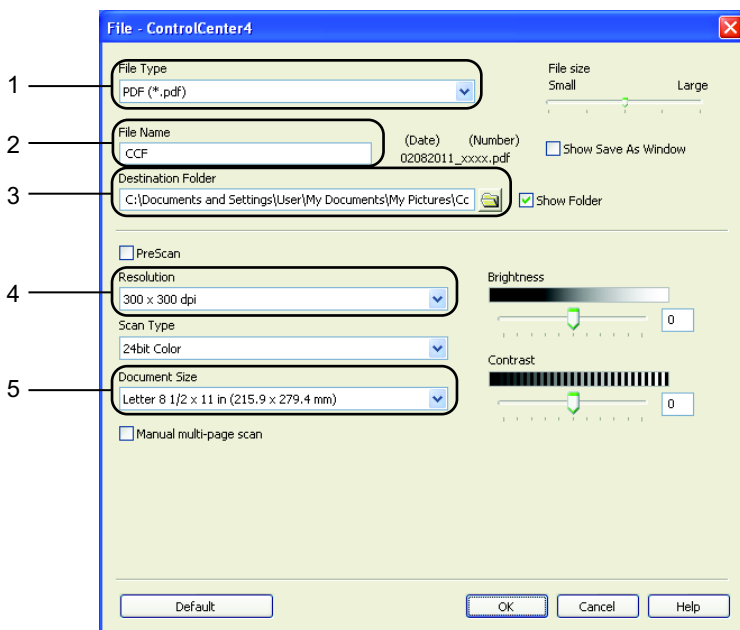 File - ControlCenter4
1
File Type
PDF (*.pdf)
File size
Small Large
2
File Name
CCF
(Date) (Number)
02082011_xxxx.pdf
Show Save As Window
3
Destination Folder
C:\Documents and Settings\User\My Documents\My Pictures\Cc
Show Folder
PreScan
4
Resolution
300 x 300 dpi
Brightness
0
Scan Type
24bit Color
Contrast
0
5
Document Size
Letter 8 1/2 x 11 in (215.9 x 279.4 mm)
Manual multi-page scan
Default OK Cancel Help